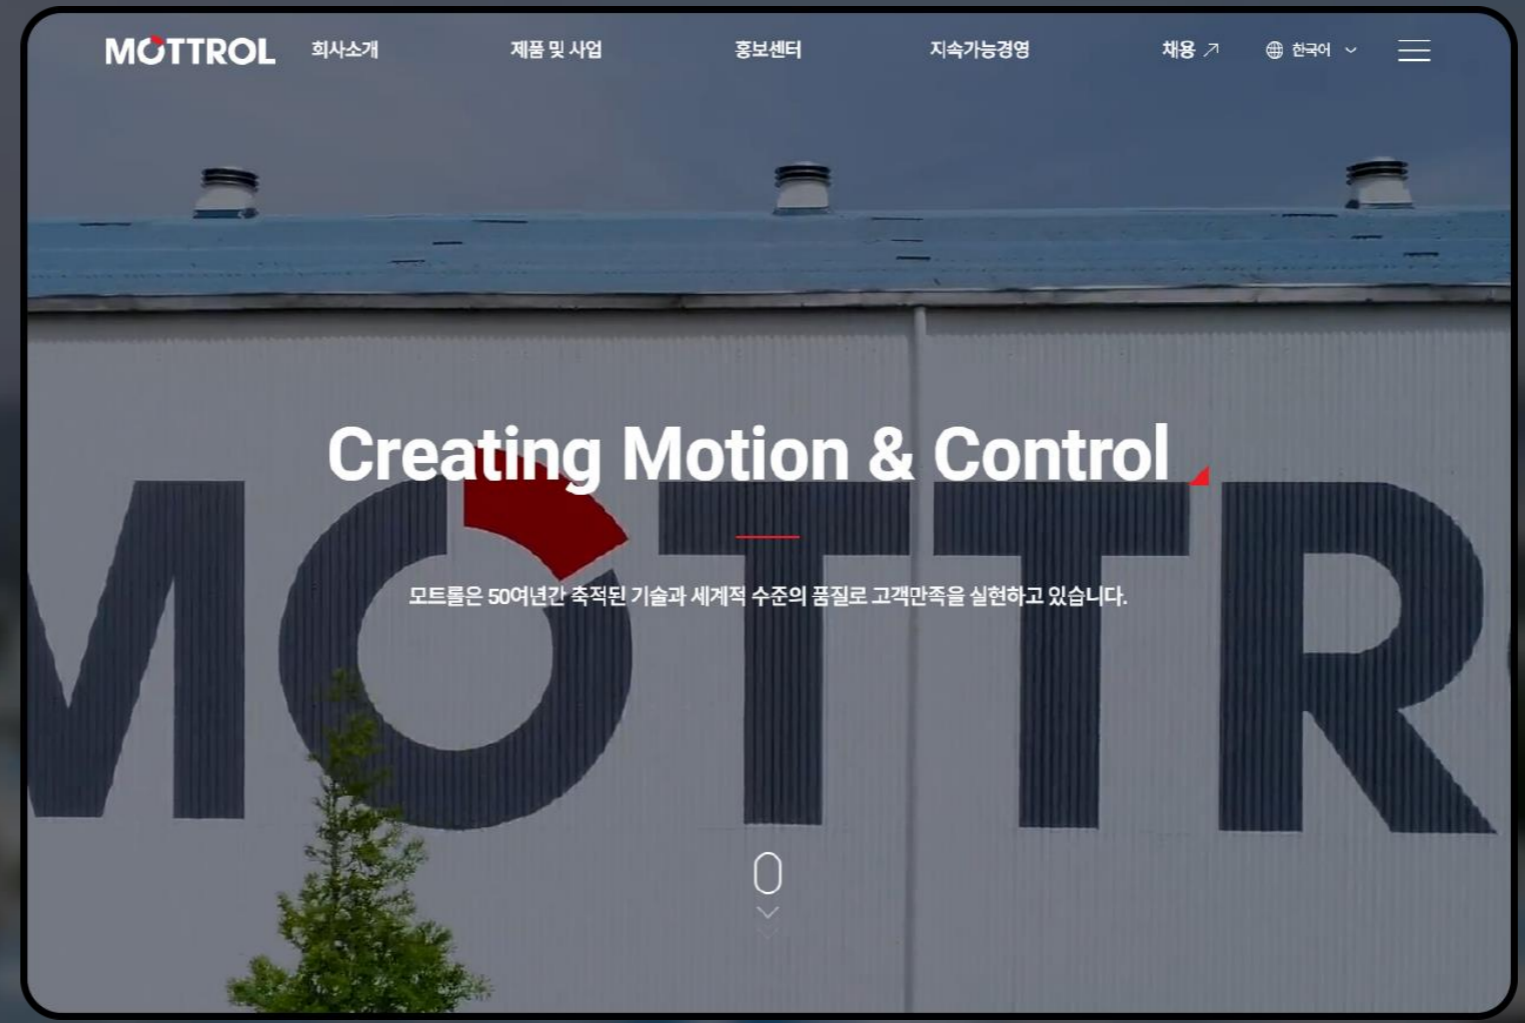 MOTTROL
회사소개
제품 및 사업
홍보센터
지속가능경영
채용
한국어
Creating Motion & Control
모트롤은 50여년간 축적된 기술과 세계적 수준의 품질로 고객만족을 실현하고 있습니다.
MOTTR